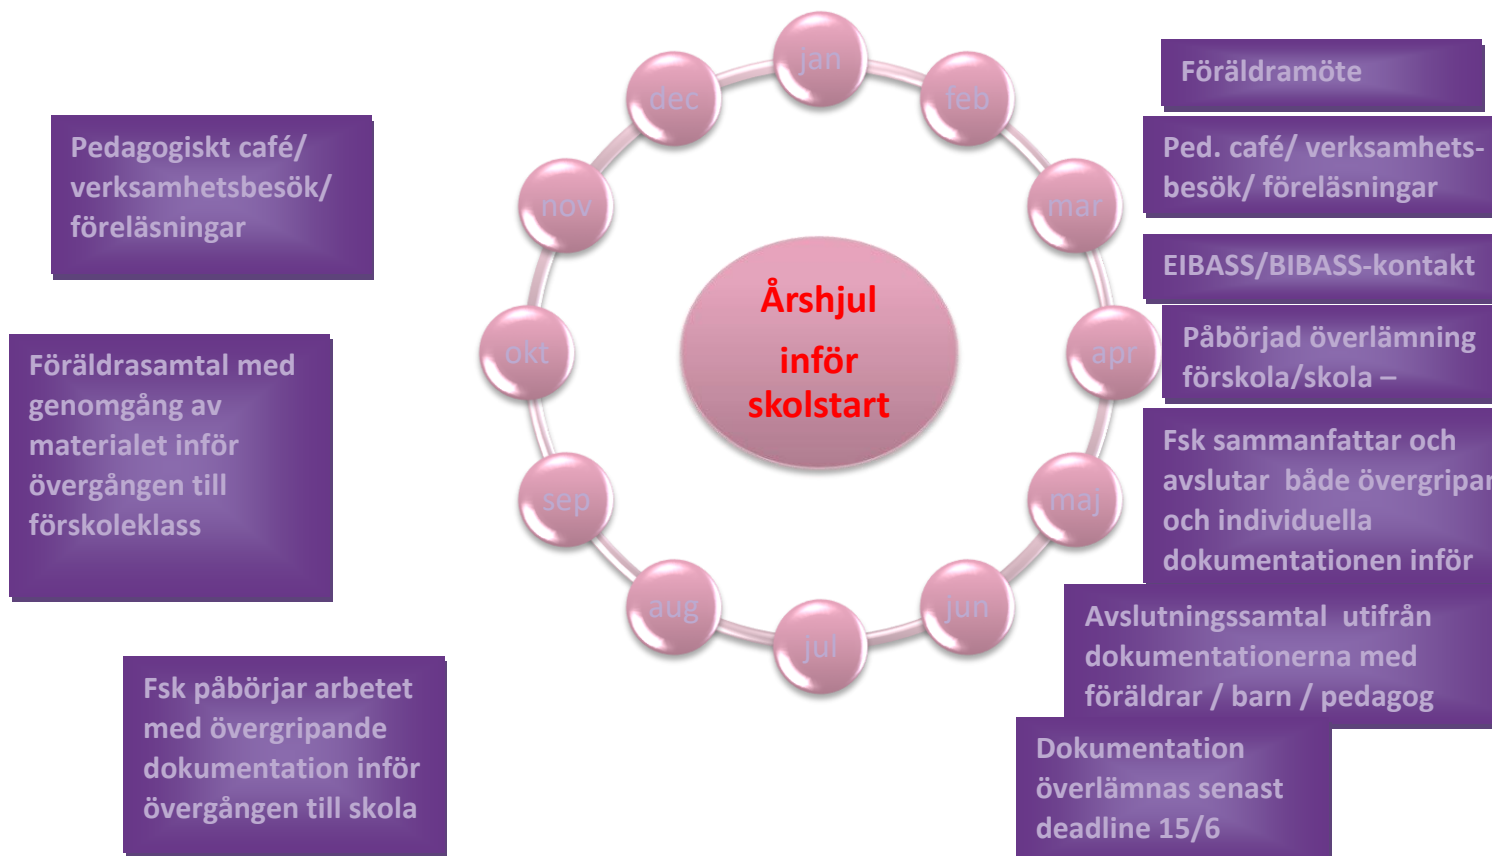 jan
feb
mar
apr
maj
jun
jul
aug
sep
okt
nov
dec
Årshjul
inför
skolstart
Föräldramöte
Ped. café/ verksamhets-
besök/ föreläsningar
EIBASS/BIBASS-kontakt
Påbörjad överlämning
förskola/skola –
Fsk sammanfattar och
avslutar både
och individuella
dokumentationen inför
Avslutningssamtal utifrån
dokumentationerna med
föräldrar / barn / pedagog
Dokumentation
överlämnas senast
deadline 15/6
Fsk påbörjar arbetet
med övergripande
dokumentation inför
övergången till skola
Föräldrasamtal med
genomgång av
materialet inför
övergången till
förskoleklass
Pedagogiskt café/
verksamhetsbesök/
föreläsningar